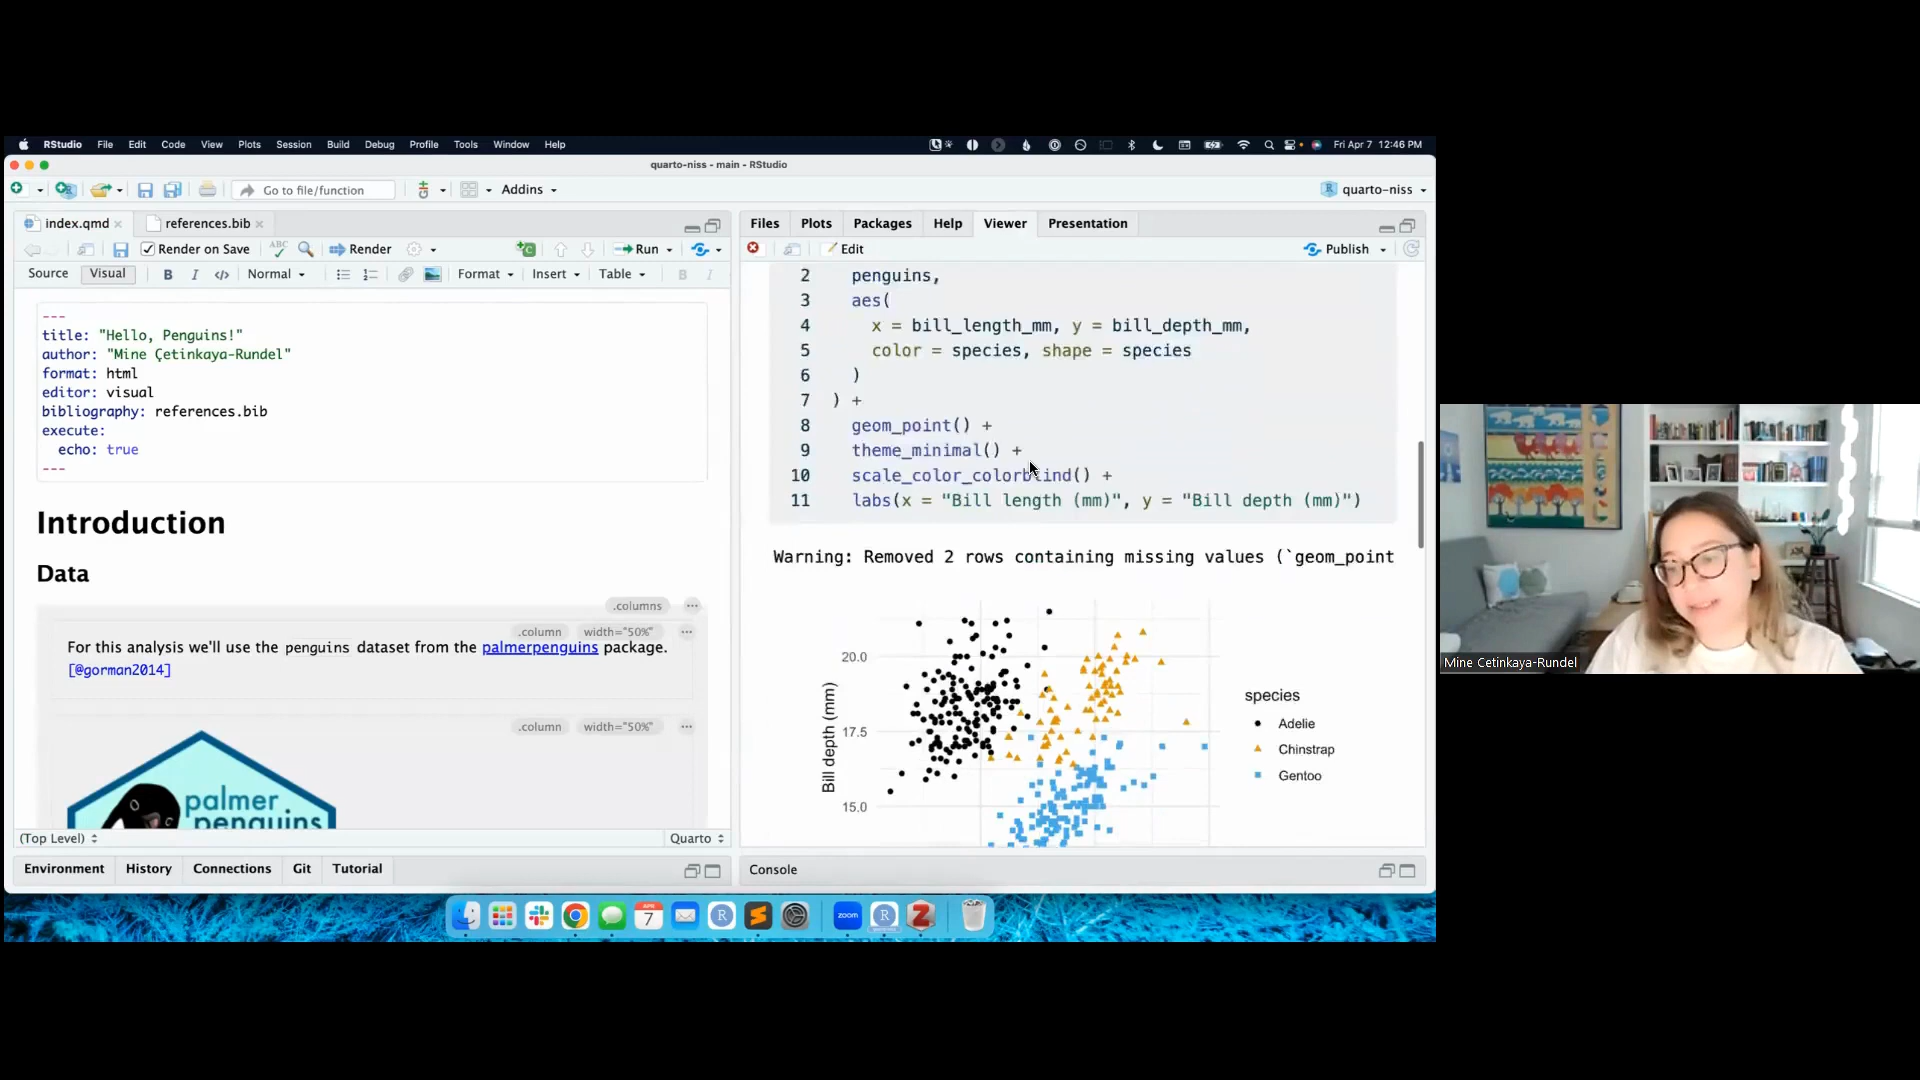 RStudio File Edit Code View Plots Session Build Debug Profile Tools Window Help Fri Apr 7 12:46 PM
quarto-niss - main - RStudio
Go to file/function Addins quarto-niss
index.qmd references.bib
Render on Save ABC Render Run
Source Visual B I </> Normal Format Insert Table B I
---
title: "Hello, Penguins!"
author: "Mine Çetinkaya-Rundel"
format: html
editor: visual
bibliography: references.bib
execute:
echo: true
---
Introduction
Data
.columns
.column width="50%"
For this analysis we'll use the penguins dataset from the palmerpenguins package.
[@gorman2014]
.column width="50%"
palmer
penguins
(Top Level) Quarto
Environment History Connections Git Tutorial
Files Plots Packages Help Viewer Presentation
Edit Publish
2 penguins,
3 aes(
4 x = bill_length_mm, y = bill_depth_mm,
5 color = species, shape = species
6 )
7 ) +
8 geom_point() +
9 theme_minimal() +
10 scale_color_colorblind() +
11 labs(x = "Bill length (mm)", y = "Bill depth (mm)")
Warning: Removed 2 rows containing missing values (`geom_point
20.0
17.5
15.0
Bill depth (mm)
species
Adelie
Chinstrap
Gentoo
Console
APR
7
R
zoom
R
Z
Mine Cetinkaya-Rundel